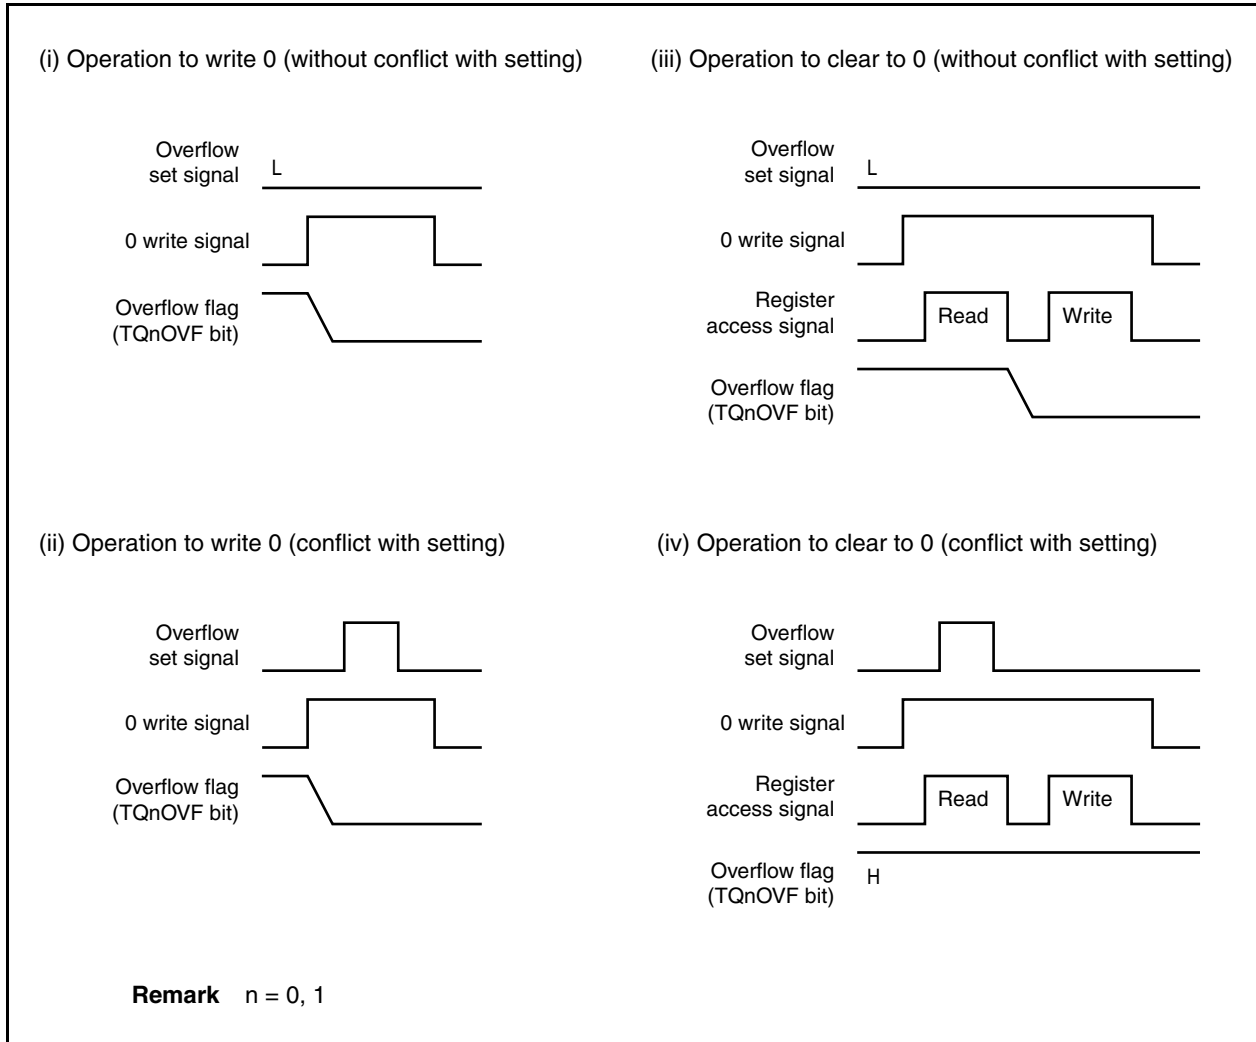 (i) Operation to write 0 (without conflict with setting)
Overflow
set signal
L
0 write signal
Overflow flag
(TQnOVF bit)
(iii) Operation to clear to 0 (without conflict with setting)
Overflow
set signal
L
0 write signal
Register
access signal
Read
Write
Overflow flag
(TQnOVF bit)
(ii) Operation to write 0 (conflict with setting)
Overflow
set signal
0 write signal
Overflow flag
(TQnOVF bit)
(iv) Operation to clear to 0 (conflict with setting)
Overflow
set signal
0 write signal
Register
access signal
Read
Write
Overflow flag
(TQnOVF bit)
H
Remark n = 0, 1